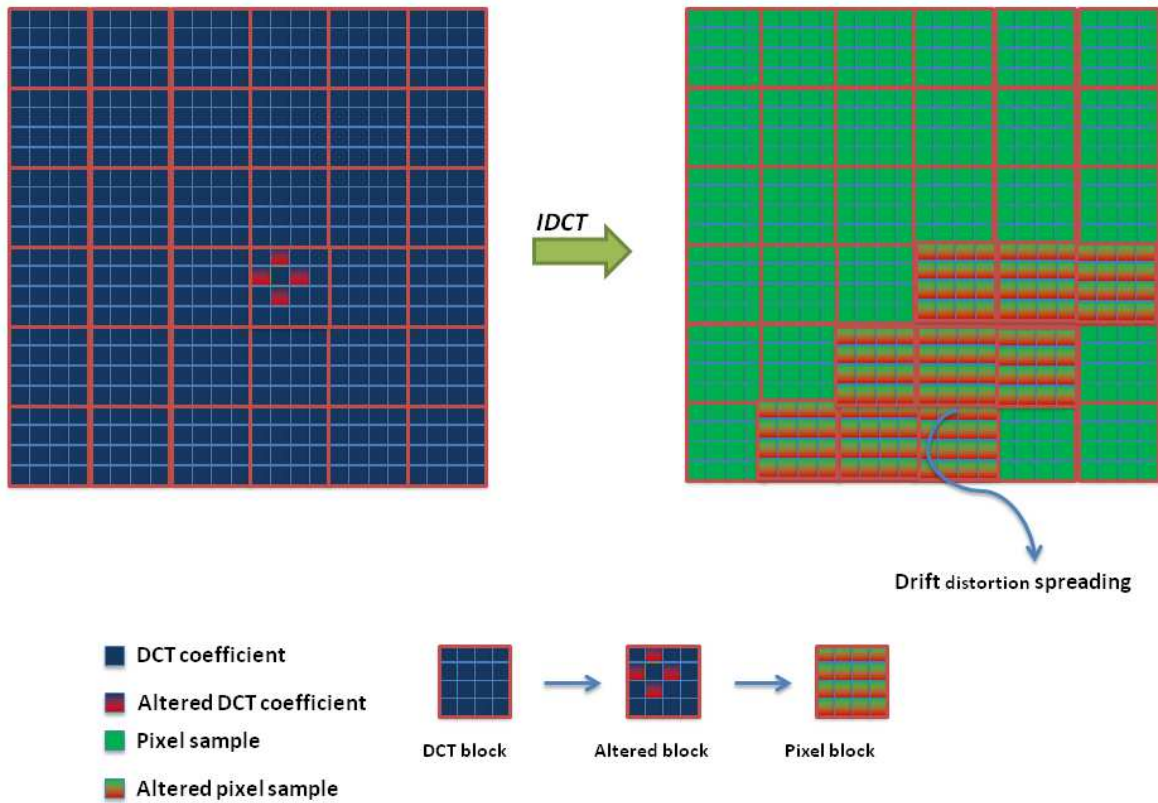 IDCT
Drift distortion spreading
DCT coefficient
Altered DCT coefficient
Pixel sample
Altered pixel sample
DCT block
Altered block
Pixel block